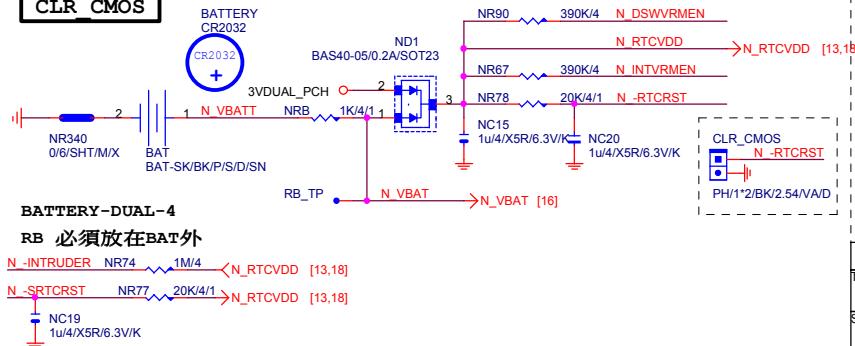 CLR_CMOS
BATTERY
CR2032
CR2032
+
3VDUAL_PCH
ND1
BAS40-05/0.2A/SOT23
2
1
3
NR90 390K/4 N_DSWVRMEN
N_RTCVDD N_RTCVDD [13,18
NR67 390K/4 N_INTVRMEN
NR78 20K/4/1 N_-RTCRST
2 1 N_VBATT NRB 1K/4/1
NR340
0/6/SHT/M/X
BAT
BAT-SK/BK/P/S/D/SN
NC15
1u/4/X5R/6.3V/K
NC20
1u/4/X5R/6.3V/K
CLR_CMOS
N_-RTCRST
PH/1*2/BK/2.54/VA/D
RB_TP N_VBAT N_VBAT [16]
BATTERY-DUAL-4
RB 必須放在BAT外
N_-INTRUDER NR74 1M/4 N_RTCVDD [13,18]
N_-SRTCRST NR77 20K/4/1 N_RTCVDD [13,18]
NC19
1u/4/X5R/6.3V/K